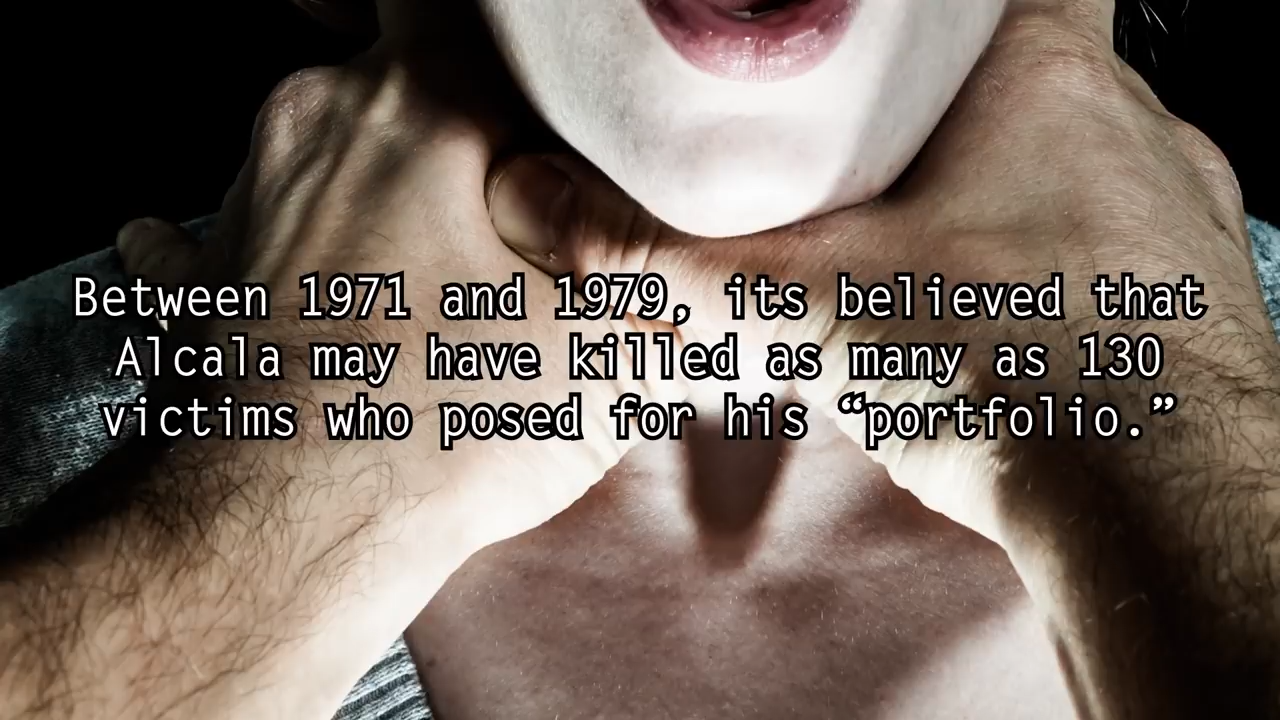 Between 1971 and 1979, its believed that
Alcala may have killed as many as 130
victims who posed for his “portfolio.”